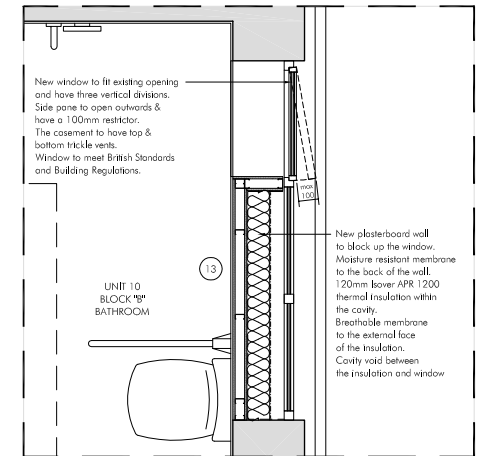 New window to fit existing opening
and have three vertical divisions.
Side pane to open outwards &
have a 100mm restrictor.
The casement to have top &
bottom trickle vents.
Window to meet British Standards
and Building Regulations.
max
100
New plasterboard wall
to block up the window.
Moisture resistant membrane
to the back of the wall.
120mm Isover APR 1200
thermal insulation within
the cavity.
Breathable membrane
to the external face
of the insulation.
Cavity void between
the insulation and window
13
UNIT 10
BLOCK "B"
BATHROOM